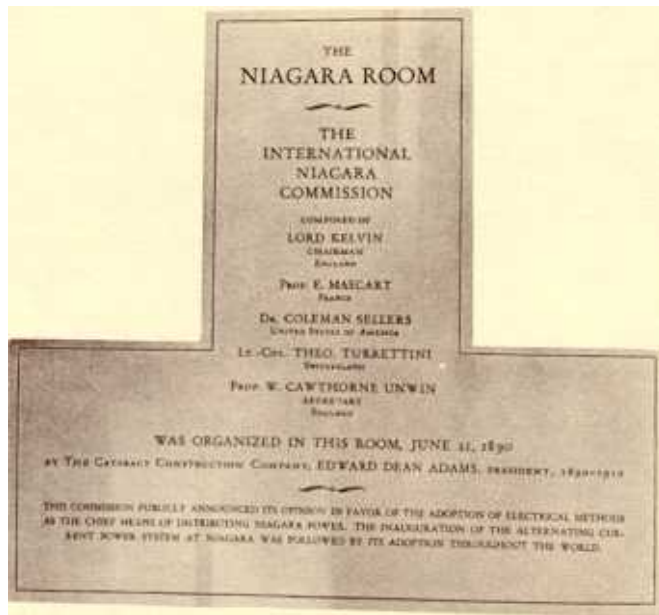 THE
NIAGARA ROOM
THE
INTERNATIONAL
NIAGARA
COMMISSION
COMPOSED OF
LORD KELVIN
CHAIRMAN
ENGLAND
PROF. E. MASCART
FRANCE
DR. COLEMAN SELLERS
UNITED STATES OF AMERICA
LT.-COL. THEO. TURRETTINI
SWITZERLAND
PROF. W. CAWTHORNE UNWIN
SECRETARY
ENGLAND
WAS ORGANIZED IN THIS ROOM, JUNE 21, 1890
BY THE CATARACT CONSTRUCTION COMPANY, EDWARD DEAN ADAMS, PRESIDENT,
THIS COMMISSION PUBLICLY ANNOUNCED ITS OPINION IN FAVOR OF THE ADOPTION OF ELECTRICAL METHODS
AS THE CHIEF MEANS OF DISTRIBUTING NIAGARA POWER. THE INAUGURATION OF THE ALTERNATING CUR-
RENT POWER SYSTEM AT NIAGARA WAS FOLLOWED BY ITS ADOPTION THROUGHOUT THE WORLD.